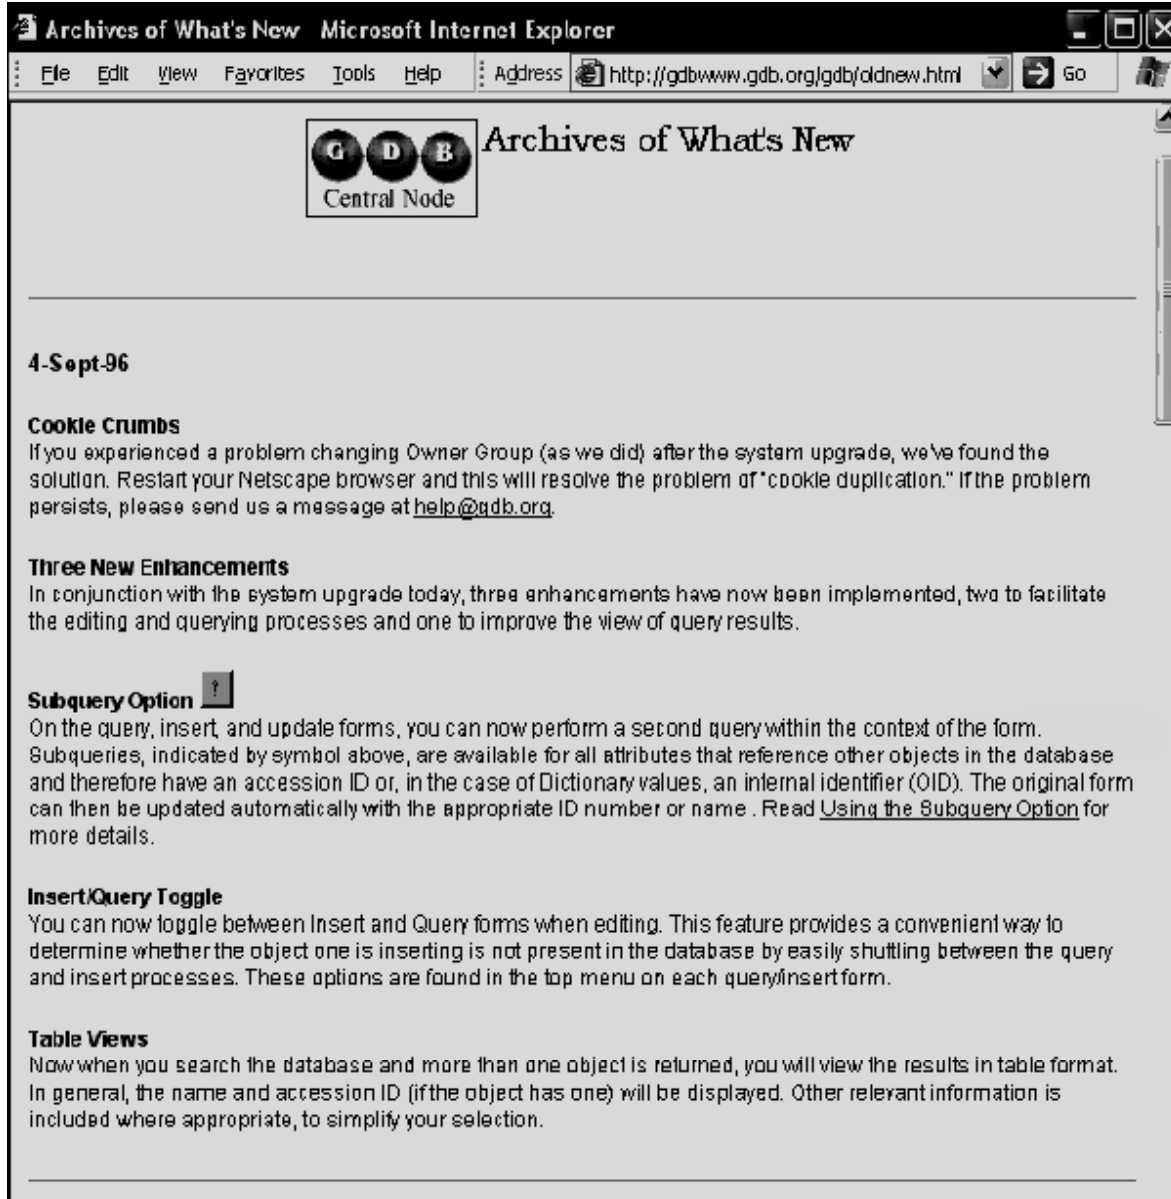 Archives of What's New Microsoft Internet Explorer
File Edit View Favorites Tools Help Address http://gdbwww.gdb.org/gdb/oldnew.html Go
G D B
Central Node
Archives of What's New
4-Sept-96
Cookie Crumbs
If you experienced a problem changing Owner Group (as we did) after the system upgrade, we've found the
solution. Restart your Netscape browser and this will resolve the problem of "cookie duplication." If the problem
persists, please send us a message at help@gdb.org.
Three New Enhancements
In conjunction with the system upgrade today, three enhancements have now been implemented, two to facilitate
the editing and querying processes and one to improve the view of query results.
Subquery Option ?
On the query, insert, and update forms, you can now perform a second query within the context of the form.
Subqueries, indicated by symbol above, are available for all attributes that reference other objects in the database
and therefore have an accession ID or, in the case of Dictionary values, an internal identifier (OID). The original form
can then be updated automatically with the appropriate ID number or name . Read Using the Subquery Option for
more details.
Insert/Query Toggle
You can now toggle between Insert and Query forms when editing. This feature provides a convenient way to
determine whether the object one is inserting is not present in the database by easily shuttling between the query
and insert processes. These options are found in the top menu on each query/insert form.
Table Views
Now when you search the database and more than one object is returned, you will view the results in table format.
In general, the name and accession ID (if the object has one) will be displayed. Other relevant information is
included where appropriate, to simplify your selection.